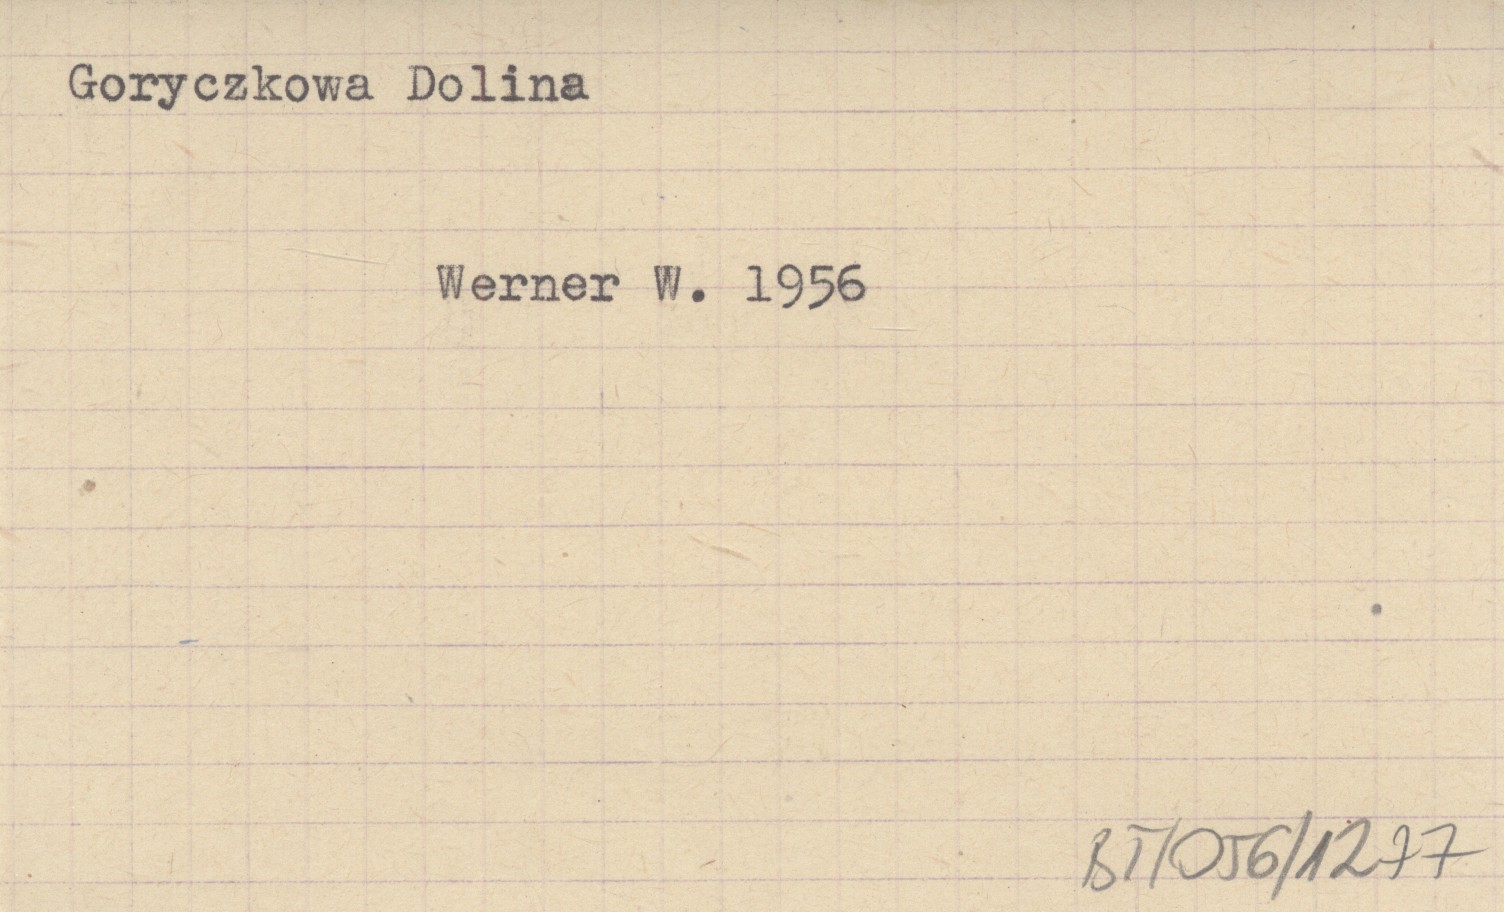 Goryczkowa Dolina
Werner W. 1956
BT/056/1277